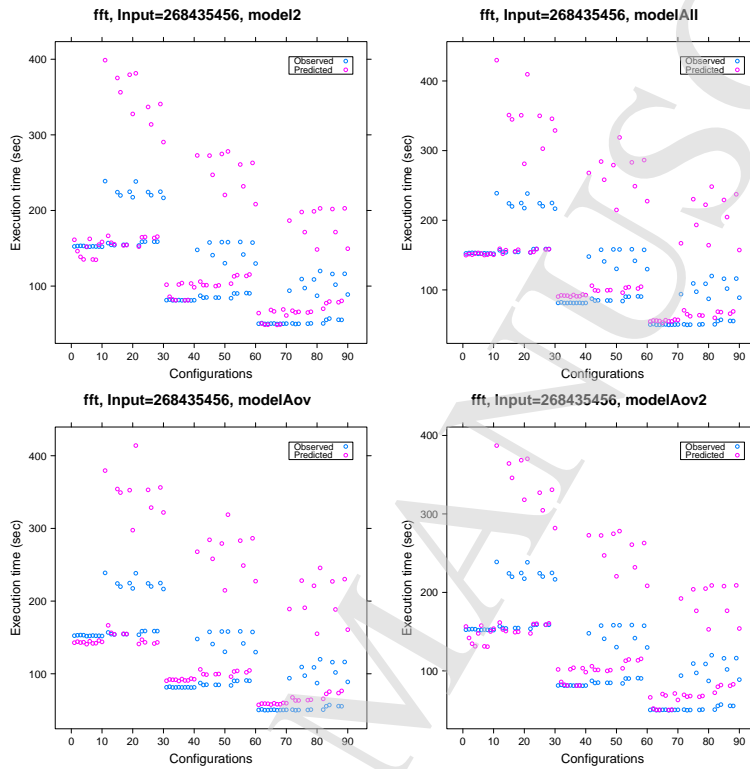 fft, Input=268435456, model2
fft, Input=268435456, modelAll
Observed
Predicted
Observed
Predicted
400
300
200
100
Execution time (sec)
400
300
200
100
Execution time (sec)
0 10 20 30 40 50 60 70 80 90
0 10 20 30 40 50 60 70 80 90
Configurations
Configurations
fft, Input=268435456, modelAov
fft, Input=268435456, modelAov2
Observed
Predicted
Observed
Predicted
400
300
200
100
Execution time (sec)
400
300
200
100
Execution time (sec)
0 10 20 30 40 50 60 70 80 90
0 10 20 30 40 50 60 70 80 90
Configurations
Configurations
MANUSC